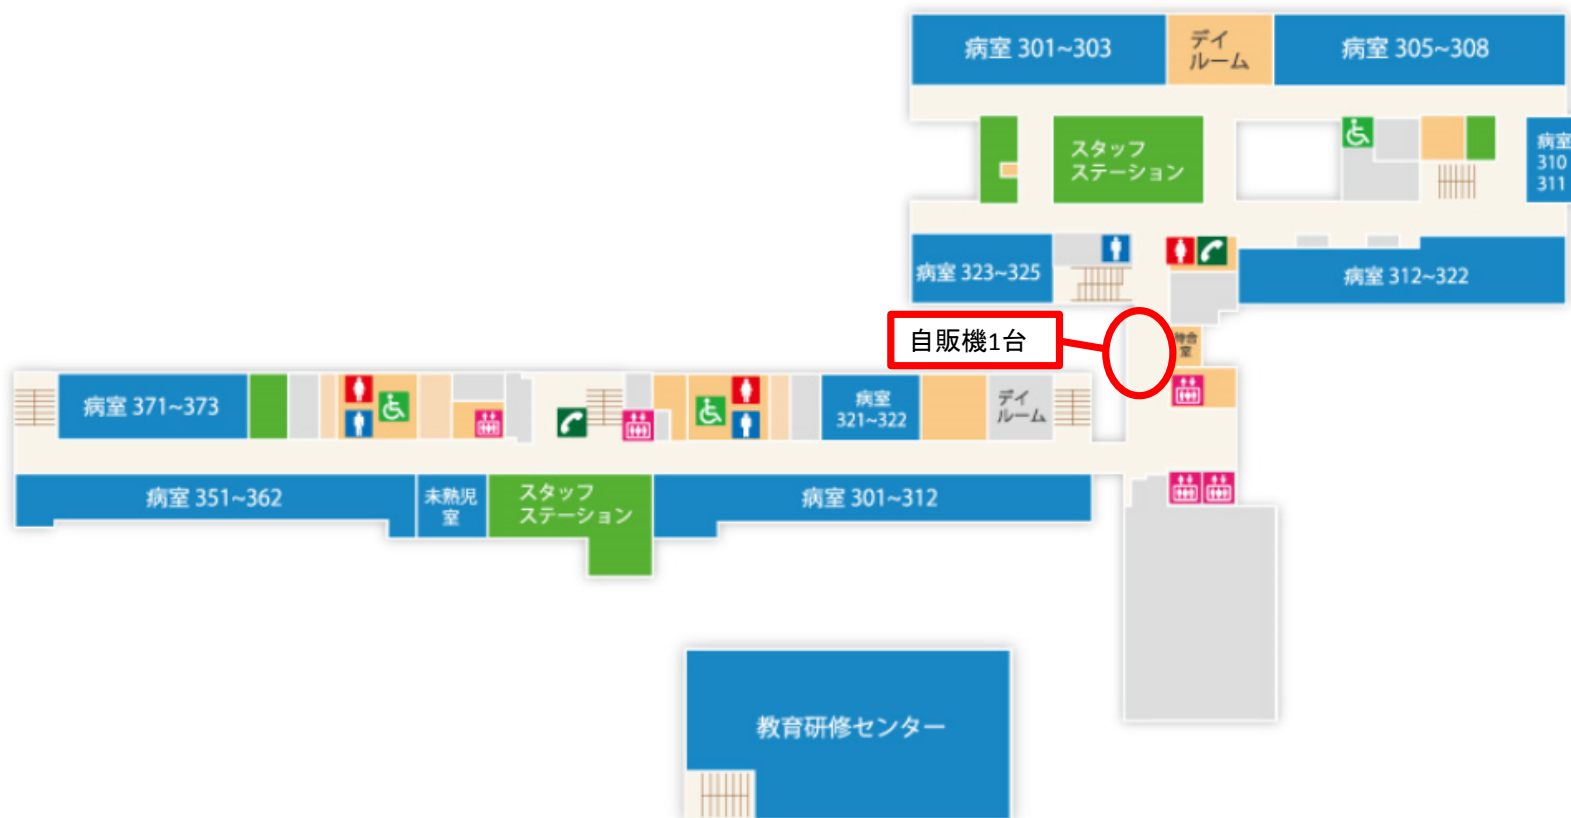 病室 301~303
デイ
ルーム
病室 305~308
スタッフ
ステーション
病室
310
311
病室 323~325
病室 312~322
自販機1台
待合
室
病室 371~373
病室
321~322
デイ
ルーム
病室 351~362
未熟児
室
スタッフ
ステーション
病室 301~312
教育研修センター